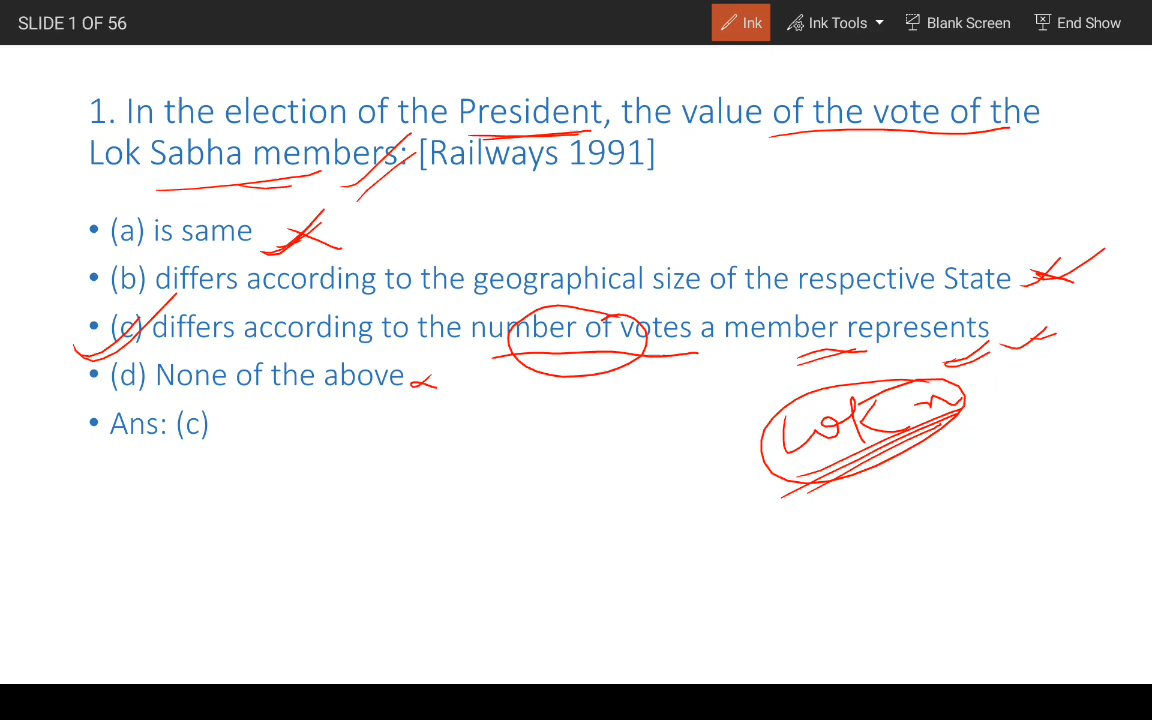 SLIDE 1 OF 56
Ink
Ink Tools
Blank Screen
End Show
1. In the election of the President, the value of the vote of the
Lok Sabha members: [Railways 1991]
• (a) is same
• (b) differs according to the geographical size of the respective State
• (c) differs according to the number of votes a member represents
• (d) None of the above
• Ans: (c)
LOK